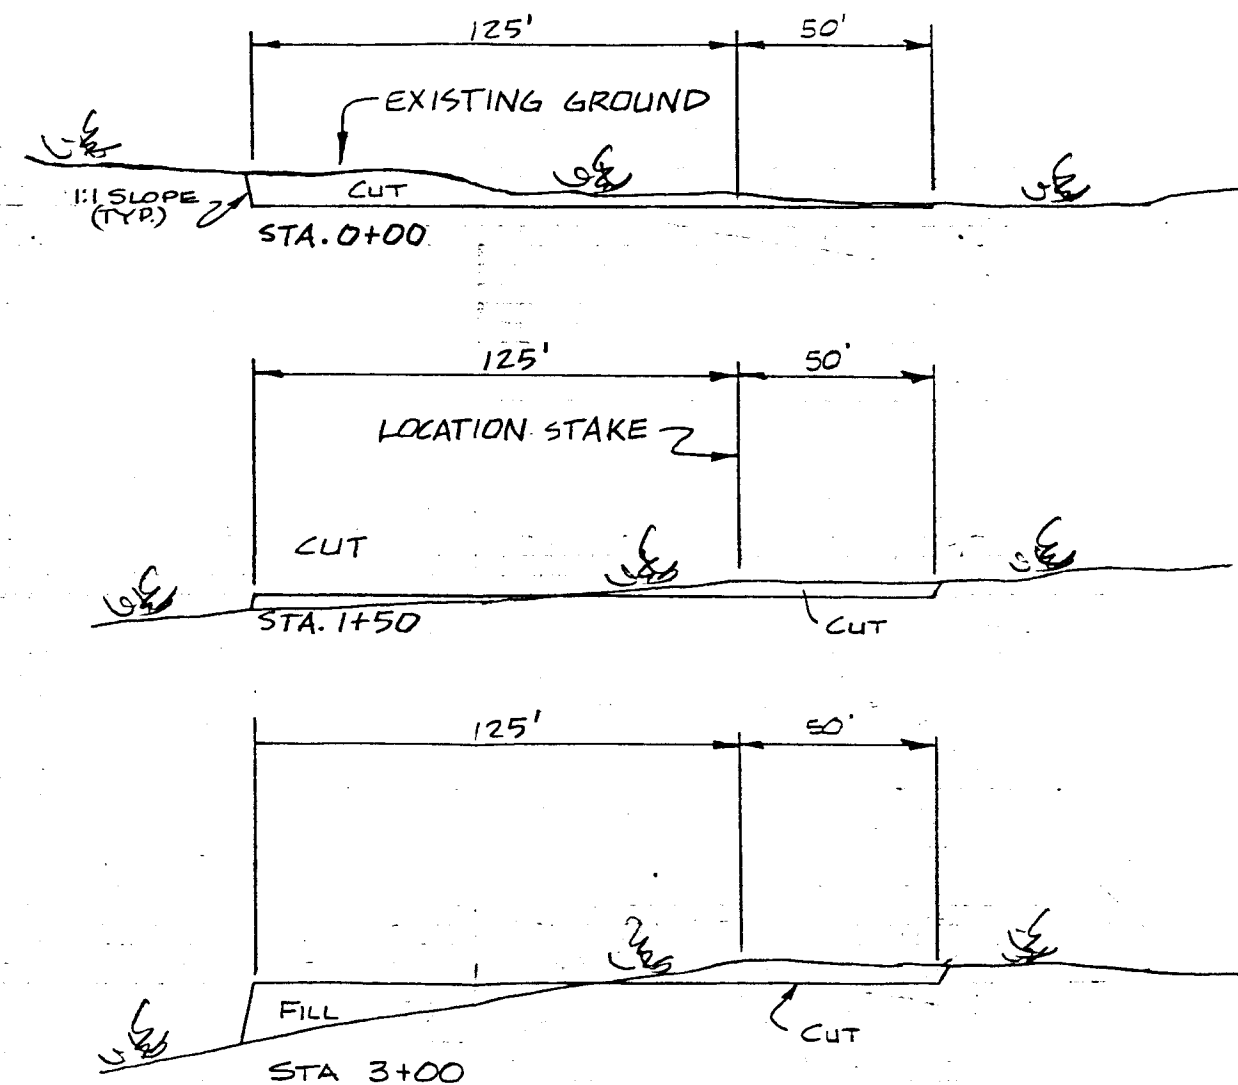 125' 50'
EXISTING GROUND
1:1 SLOPE
(TYP.)
CUT
STA. 0+00
125' 50'
LOCATION STAKE
CUT
STA. 1+50
CUT
125' 50'
FILL
CUT
STA 3+00